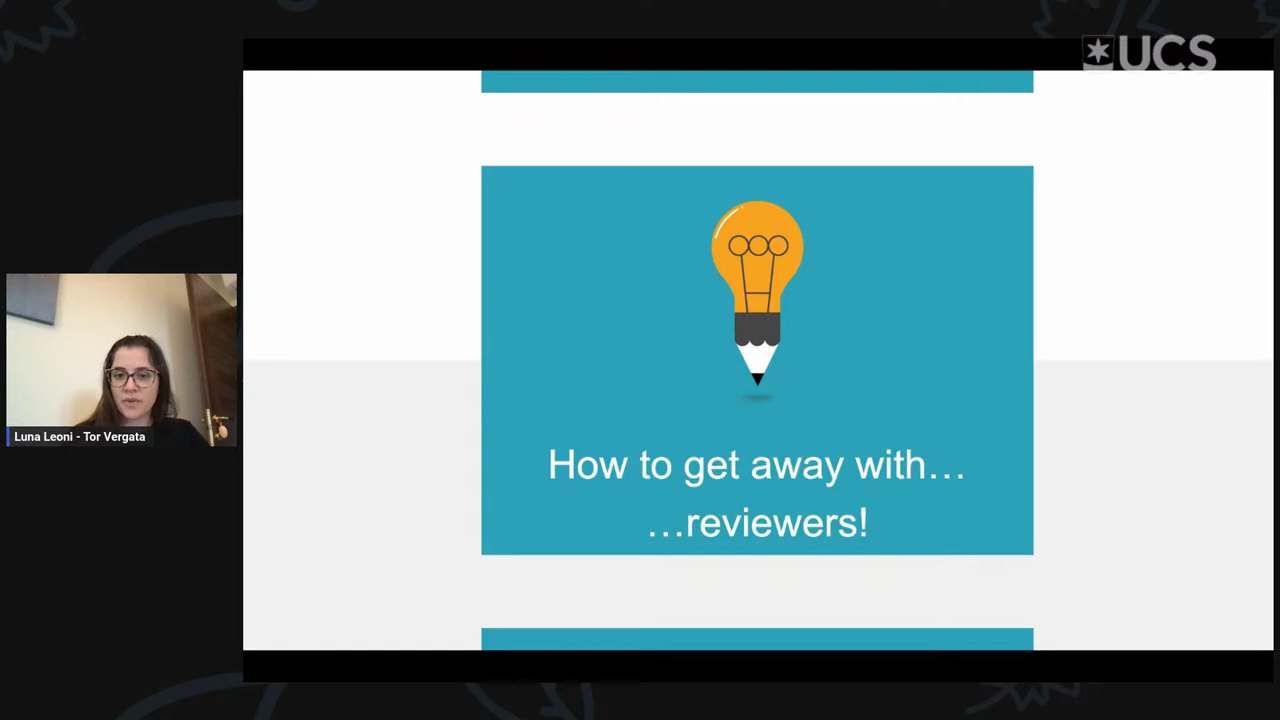 UCS
How to get away with…
…reviewers!
Luna Leoni - Tor Vergata